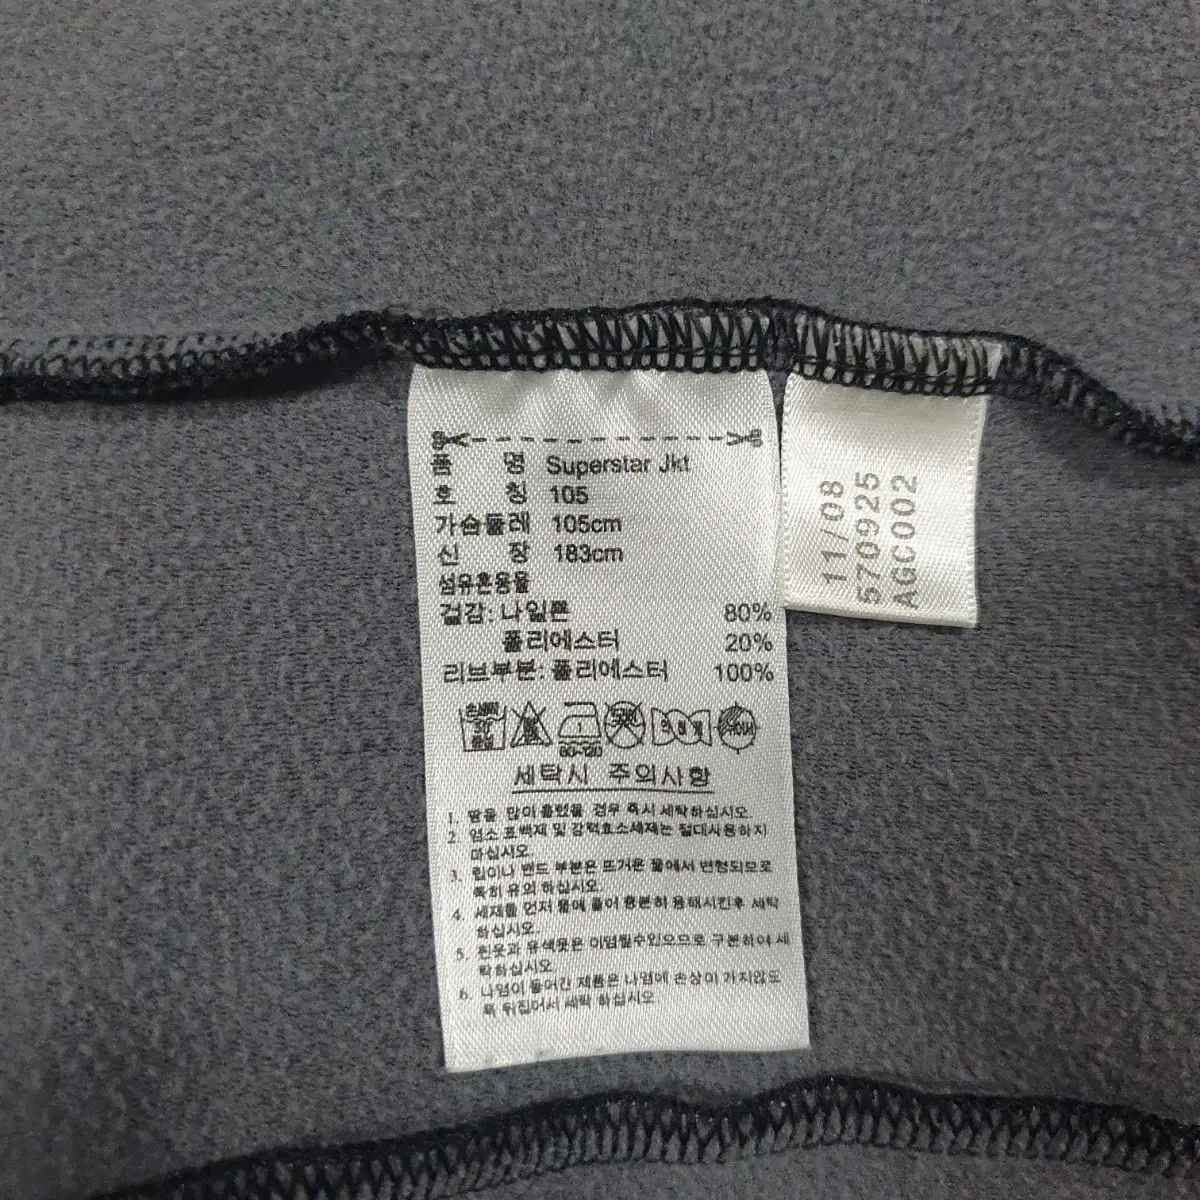 품 명 Superstar Jkt
호 칭 105
가슴둘레 105cm
신 장 183cm
섬유혼용율
겉감: 나일론 80%
폴리에스터 20%
리브부분: 폴리에스터 100%
80-120
세탁시 주의사항
1. 땀을 많이 흘렸을 경우 즉시 세탁하십시오
2. 염소 표백제 및 강력효소세제는 절대사용하지
마십시오.
3. 립이나 밴드 부분은 뜨거운 물에서 변형되므로
특히 유의 하십시오.
4. 세제를 먼저 물에 풀어 충분히 용해시킨후 세탁
하십시오.
5. 흰옷과 유색옷은 이염될수있으므로 구분하여 세
탁하십시오
6. 나염이 들어간 제품은 나염에 손상이 가지않도
록 뒤집어서 세탁 하십시오.
11/08
570925
AGC002